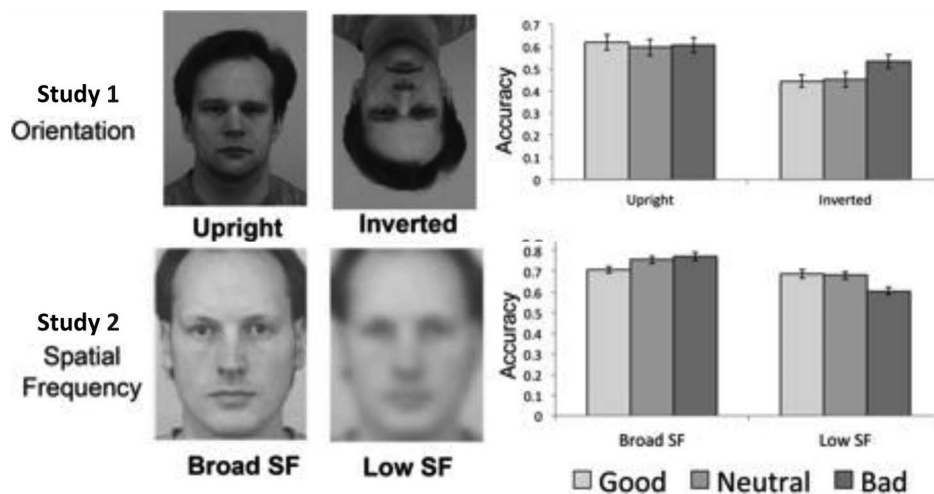 Study 1
Orientation
Upright
Inverted
Accuracy
0.7
0.6
0.5
0.4
0.3
0.2
0.1
0
Upright
Inverted
Study 2
Spatial
Frequency
Broad SF
Low SF
Accuracy
0.8
0.7
0.6
0.5
0.4
0.3
0.2
0.1
0
Broad SF
Low SF
Good Neutral Bad